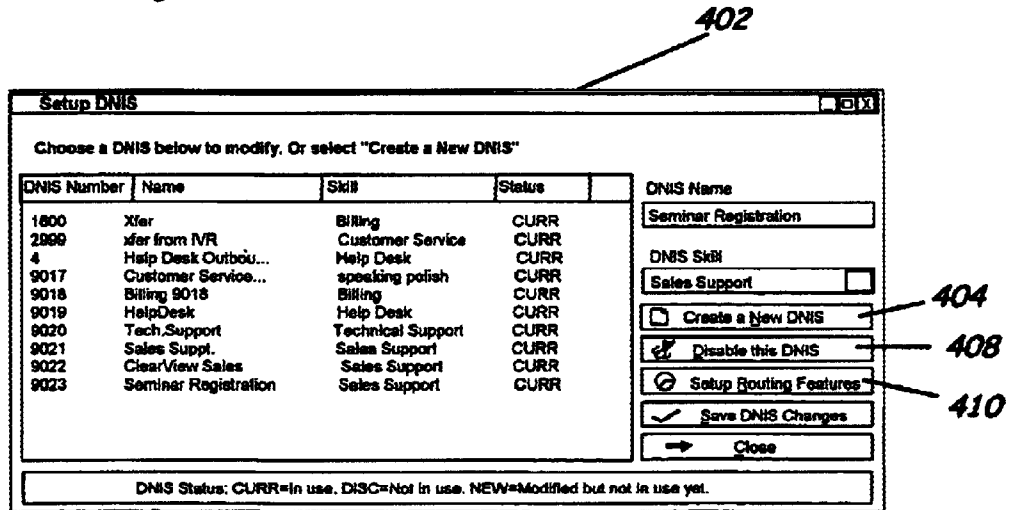 402
Setup DNIS
Choose a DNIS below to modify. Or select "Create a New DNIS"
DNIS Number Name Skill Status
1800 Xfer Billing CURR
2999 xfer from IVR Customer Service CURR
4 Help Desk Outbou... Help Desk CURR
9017 Customer Service... speaking polish CURR
9018 Billing 9018 Billing CURR
9019 HelpDesk Help Desk CURR
9020 Tech.Support Technical Support CURR
9021 Sales Suppt. Sales Support CURR
9022 ClearView Sales Sales Support CURR
9023 Seminar Registration Sales Support CURR
DNIS Name
Seminar Registration
DNIS Skill
Sales Support
Create a New DNIS 404
Disable this DNIS 408
Setup Routing Features 410
Save DNIS Changes
Close
DNIS Status: CURR=In use, DISC=Not in use, NEW=Modified but not in use yet.